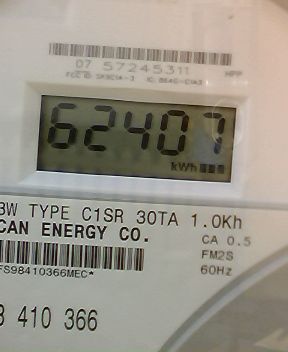 07 57245311
HPP
62407
kWh
3W TYPE C1SR 30TA 1.0Kh
CAN ENERGY CO.
CA 0.5
FM2S
60Hz
FS98410366MEC*
410 366